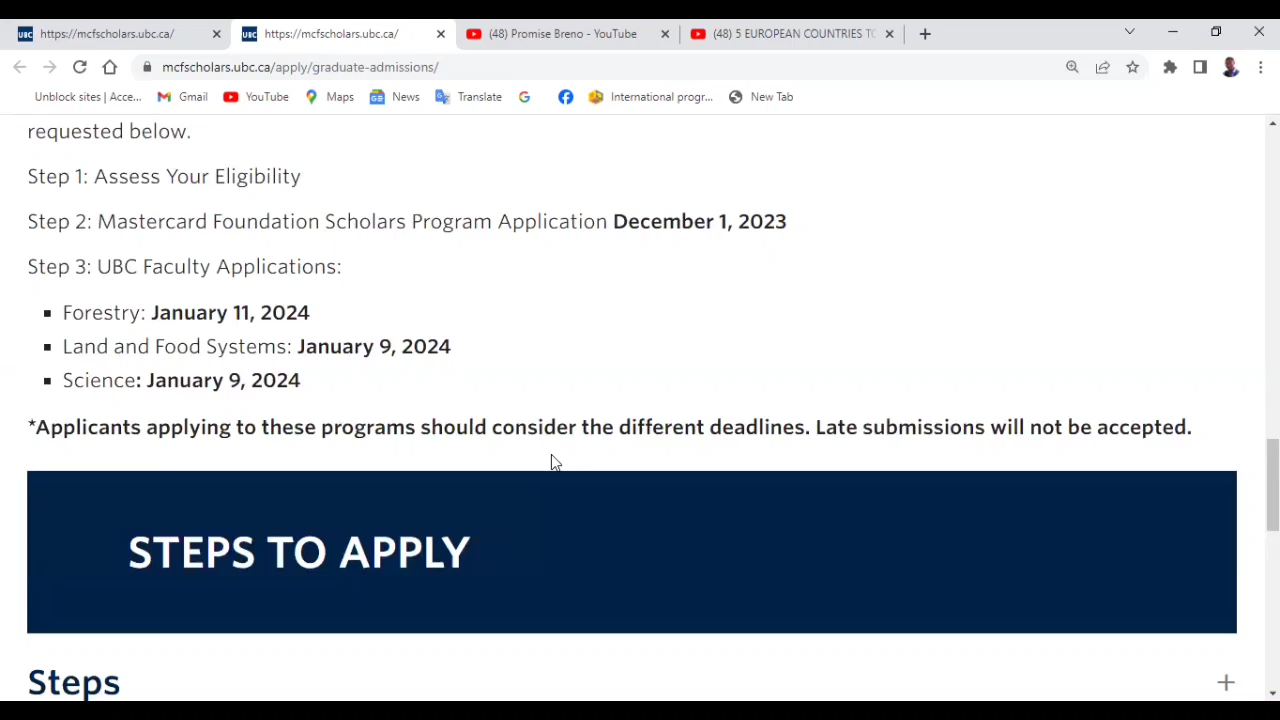 UBC https://mcfscholars.ubc.ca/
UBC https://mcfscholars.ubc.ca/
(48) Promise Breno - YouTube
(48) 5 EUROPEAN COUNTRIES TO
mcfscholars.ubc.ca/apply/graduate-admissions/
Unblock sites | Acce... Gmail YouTube Maps News Translate International progr... New Tab
requested below.
Step 1: Assess Your Eligibility
Step 2: Mastercard Foundation Scholars Program Application December 1, 2023
Step 3: UBC Faculty Applications:
Forestry: January 11, 2024
Land and Food Systems: January 9, 2024
Science: January 9, 2024
*Applicants applying to these programs should consider the different deadlines. Late submissions will not be accepted.
STEPS TO APPLY
Steps